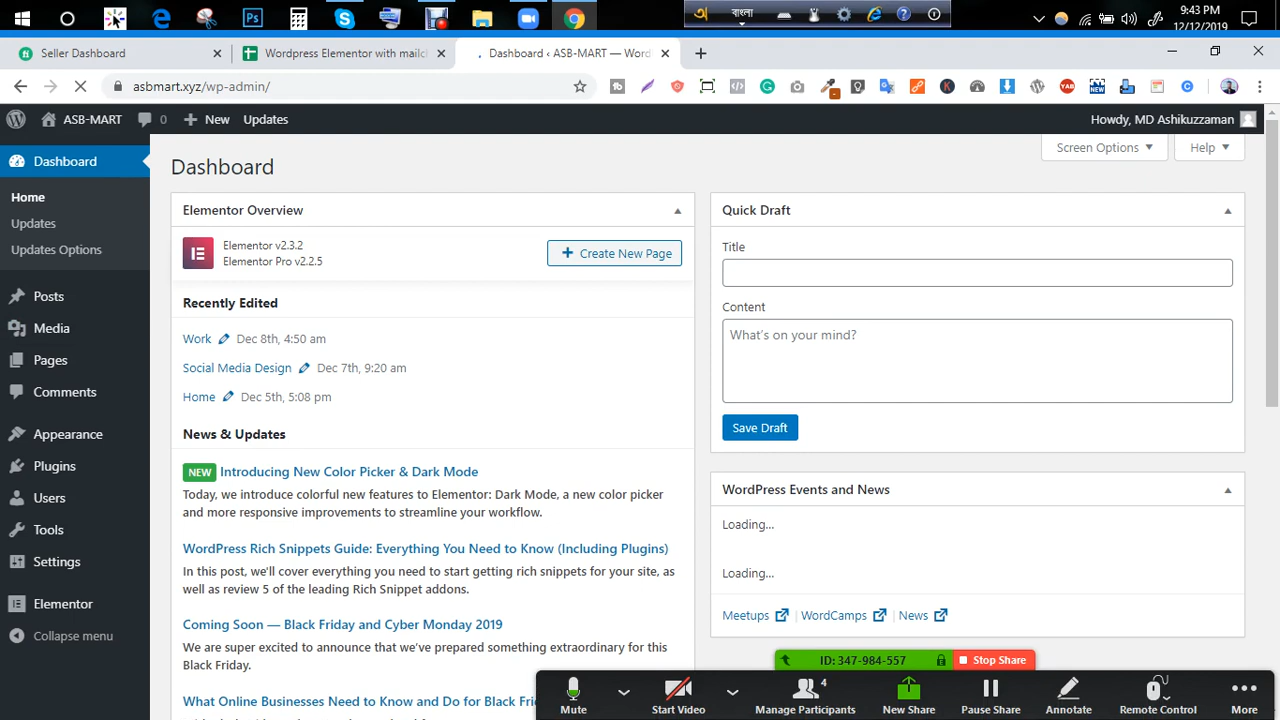 বাংলা
9:43 PM
12/12/2019
Seller Dashboard
Wordpress Elementor with mailch
Dashboard ‹ ASB-MART — Word
asbmart.xyz/wp-admin/
ASB-MART
0
New
Updates
Howdy, MD Ashikuzzaman
Dashboard
Home
Updates
Updates Options
Posts
Media
Pages
Comments
Appearance
Plugins
Users
Tools
Settings
Elementor
Collapse menu
Screen Options
Help
Dashboard
Elementor Overview
Elementor v2.3.2
Elementor Pro v2.2.5
Create New Page
Recently Edited
Work Dec 8th, 4:50 am
Social Media Design Dec 7th, 9:20 am
Home Dec 5th, 5:08 pm
News & Updates
NEW Introducing New Color Picker & Dark Mode
Today, we introduce colorful new features to Elementor: Dark Mode, a new color picker
and more responsive improvements to streamline your workflow.
WordPress Rich Snippets Guide: Everything You Need to Know (Including Plugins)
In this post, we'll cover everything you need to start getting rich snippets for your site, as
well as review 5 of the leading Rich Snippet addons.
Coming Soon — Black Friday and Cyber Monday 2019
We are super excited to announce that we've prepared something extraordinary for this
Black Friday.
What Online Businesses Need to Know and Do for Black Fri
Quick Draft
Title
Content
What's on your mind?
Save Draft
WordPress Events and News
Loading...
Loading...
Meetups | WordCamps | News
ID: 347-984-557
Stop Share
Mute
Start Video
4
Manage Participants
New Share
Pause Share
Annotate
Remote Control
More